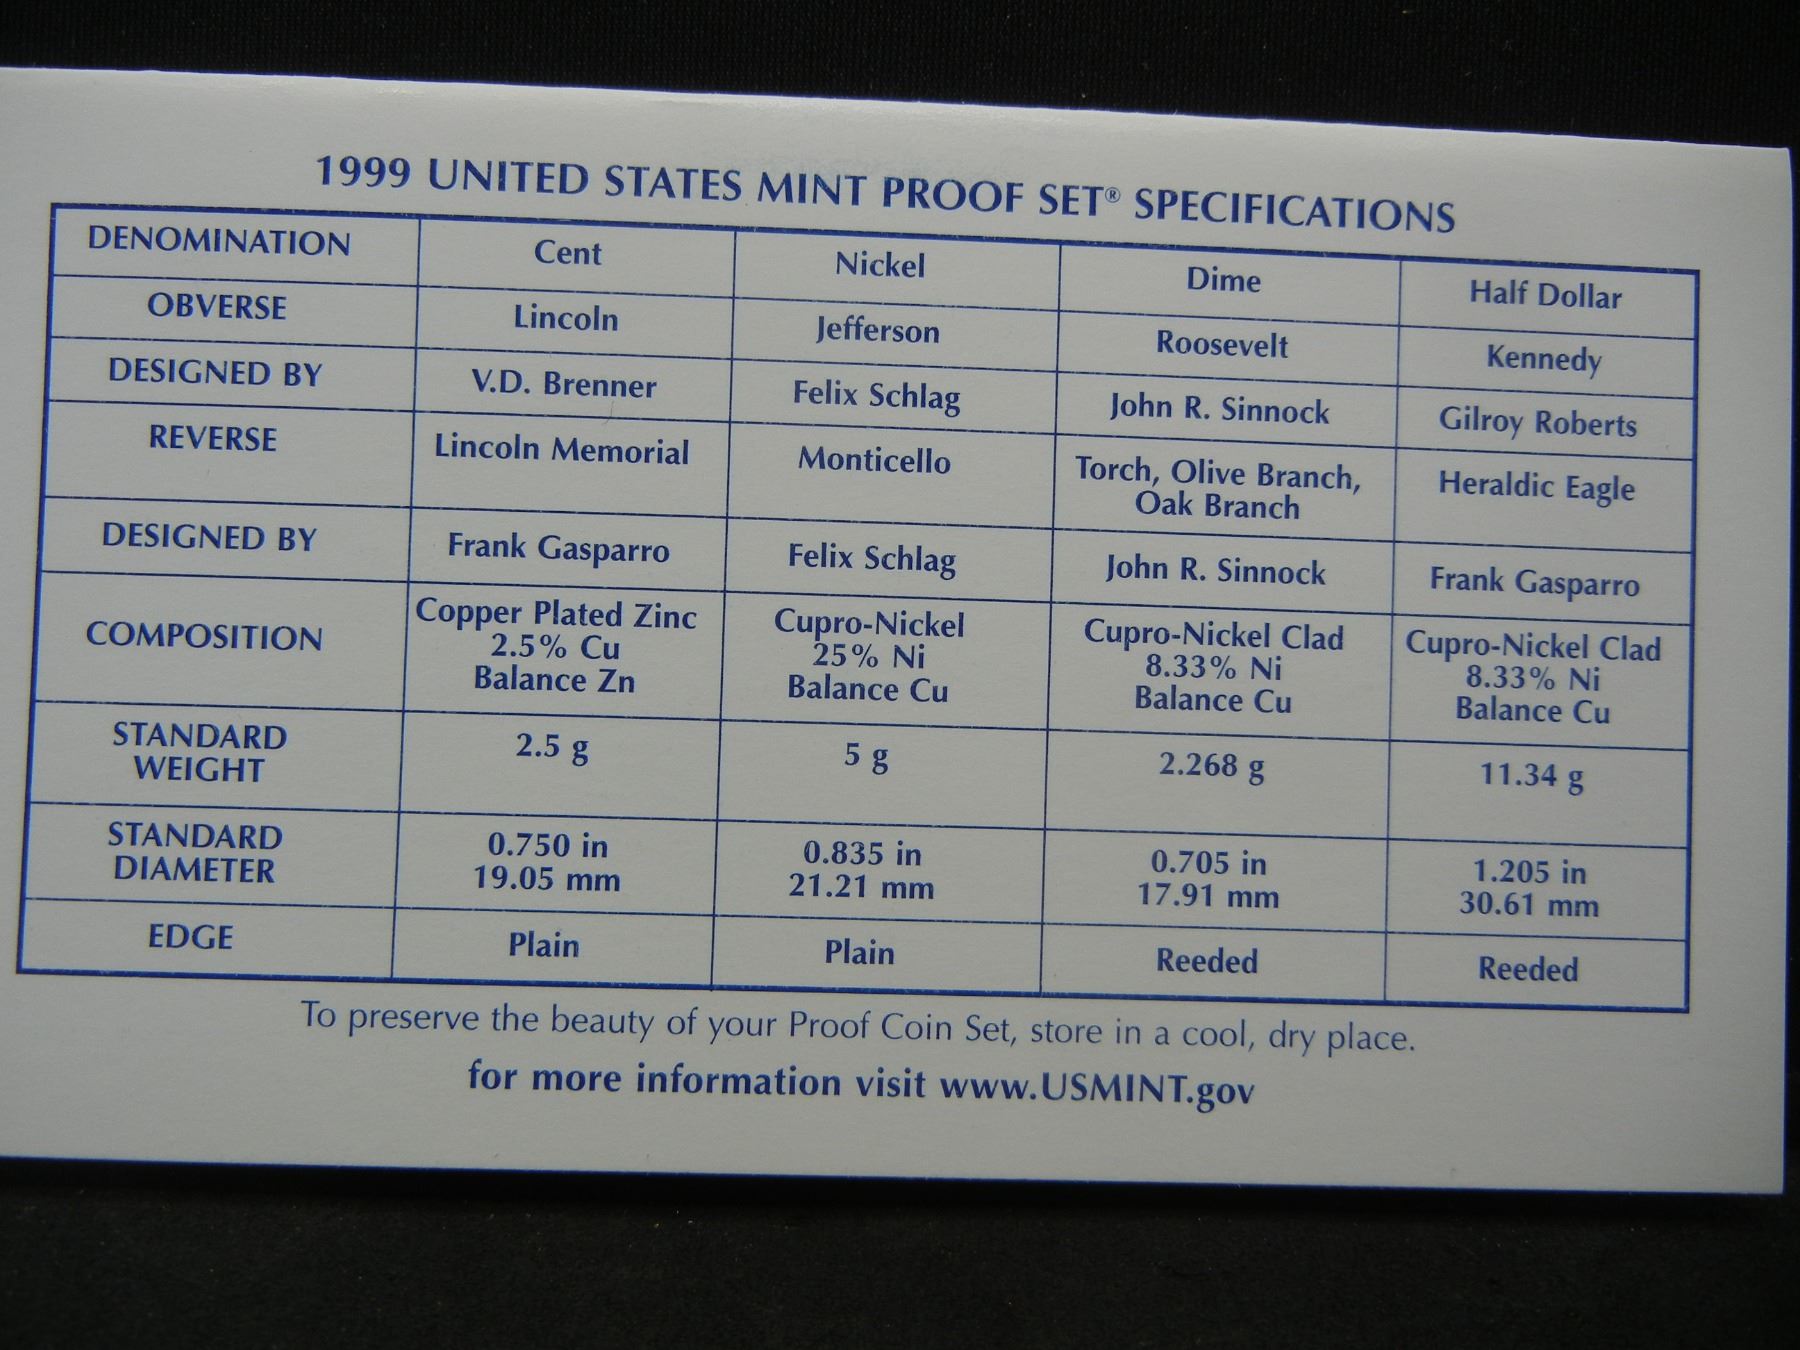 1999 UNITED STATES MINT PROOF SET® SPECIFICATIONS
DENOMINATION Cent Nickel Dime Half Dollar
OBVERSE Lincoln Jefferson Roosevelt Kennedy
DESIGNED BY V.D. Brenner Felix Schlag John R. Sinnock Gilroy Roberts
REVERSE Lincoln Memorial Monticello Torch, Olive Branch, Heraldic Eagle
Oak Branch
DESIGNED BY Frank Gasparro Felix Schlag John R. Sinnock Frank Gasparro
COMPOSITION Copper Plated Zinc Cupro-Nickel Cupro-Nickel Clad Cupro-Nickel Clad
2.5% Cu 25% Ni 8.33% Ni 8.33% Ni
Balance Zn Balance Cu Balance Cu Balance Cu
STANDARD 2.5 g 5 g 2.268 g 11.34 g
WEIGHT
STANDARD 0.750 in 0.835 in 0.705 in 1.205 in
DIAMETER 19.05 mm 21.21 mm 17.91 mm 30.61 mm
EDGE Plain Plain Reeded Reeded
To preserve the beauty of your Proof Coin Set, store in a cool, dry place.
for more information visit www.USMINT.gov